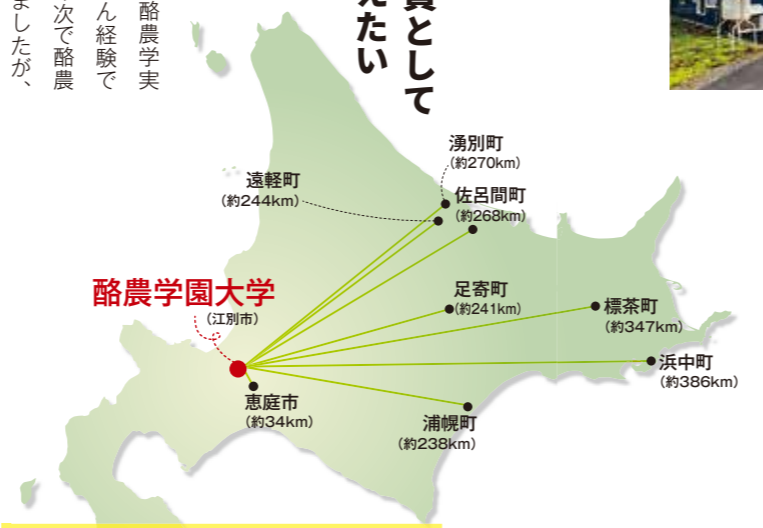 員として
えたい
酪農学実
ん経験で
次で酪農
ましたが、
湧別町
(約270km)
遠軽町
(約244km)
佐呂間町
(約268km)
酪農学園大学
(江別市)
足寄町
(約241km)
標茶町
(約347km)
浜中町
(約386km)
恵庭市
(約34km)
浦幌町
(約238km)